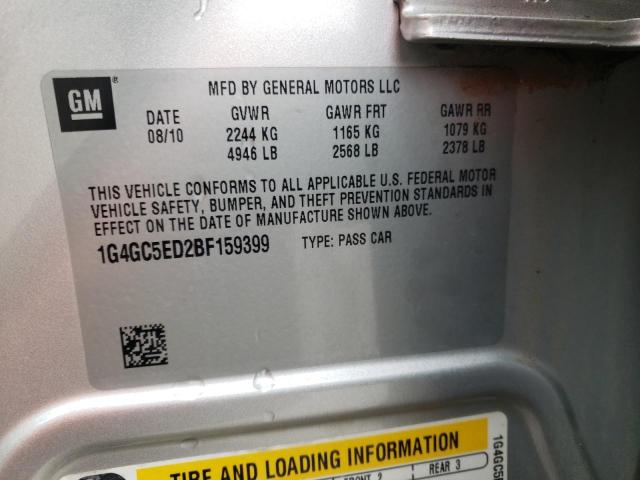 GM®
MFD BY GENERAL MOTORS LLC
DATE GVWR GAWR FRT GAWR RR
08/10 2244 KG 1165 KG 1079 KG
4946 LB 2568 LB 2378 LB
THIS VEHICLE CONFORMS TO ALL APPLICABLE U.S. FEDERAL MOTOR
VEHICLE SAFETY, BUMPER, AND THEFT PREVENTION STANDARDS IN
EFFECT ON THE DATE OF MANUFACTURE SHOWN ABOVE.
1G4GC5ED2BF159399 TYPE: PASS CAR
TIRE AND LOADING INFORMATION
FRONT 2 REAR 3